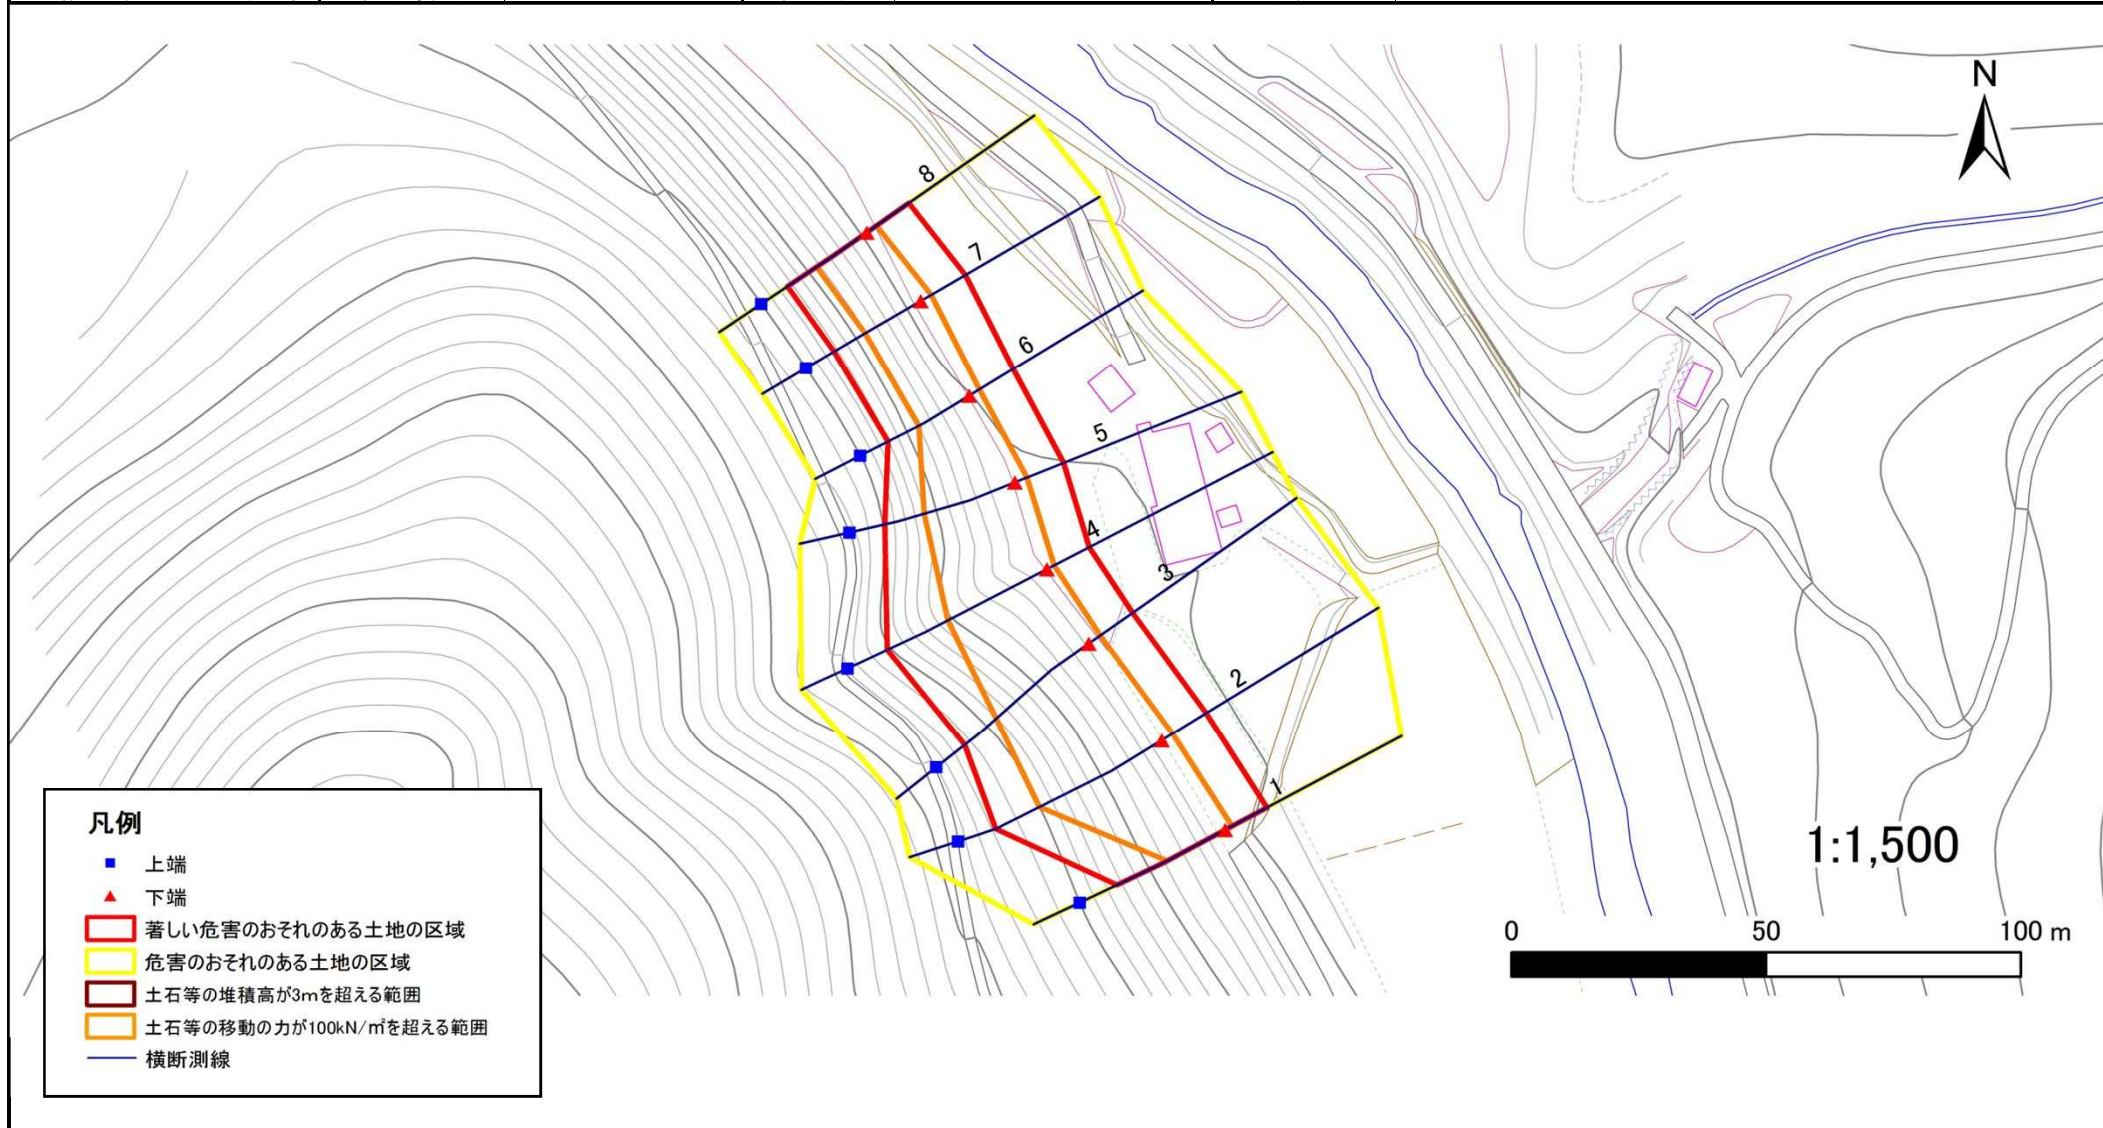 N
8
7
6
5
4
3
2
1
凡例
上端
下端
著しい危害のおそれのある土地の区域
危害のおそれのある土地の区域
土石等の堆積高が3mを超える範囲
土石等の移動の力が100kN/㎡を超える範囲
横断測線
1:1,500
0 50 100 m